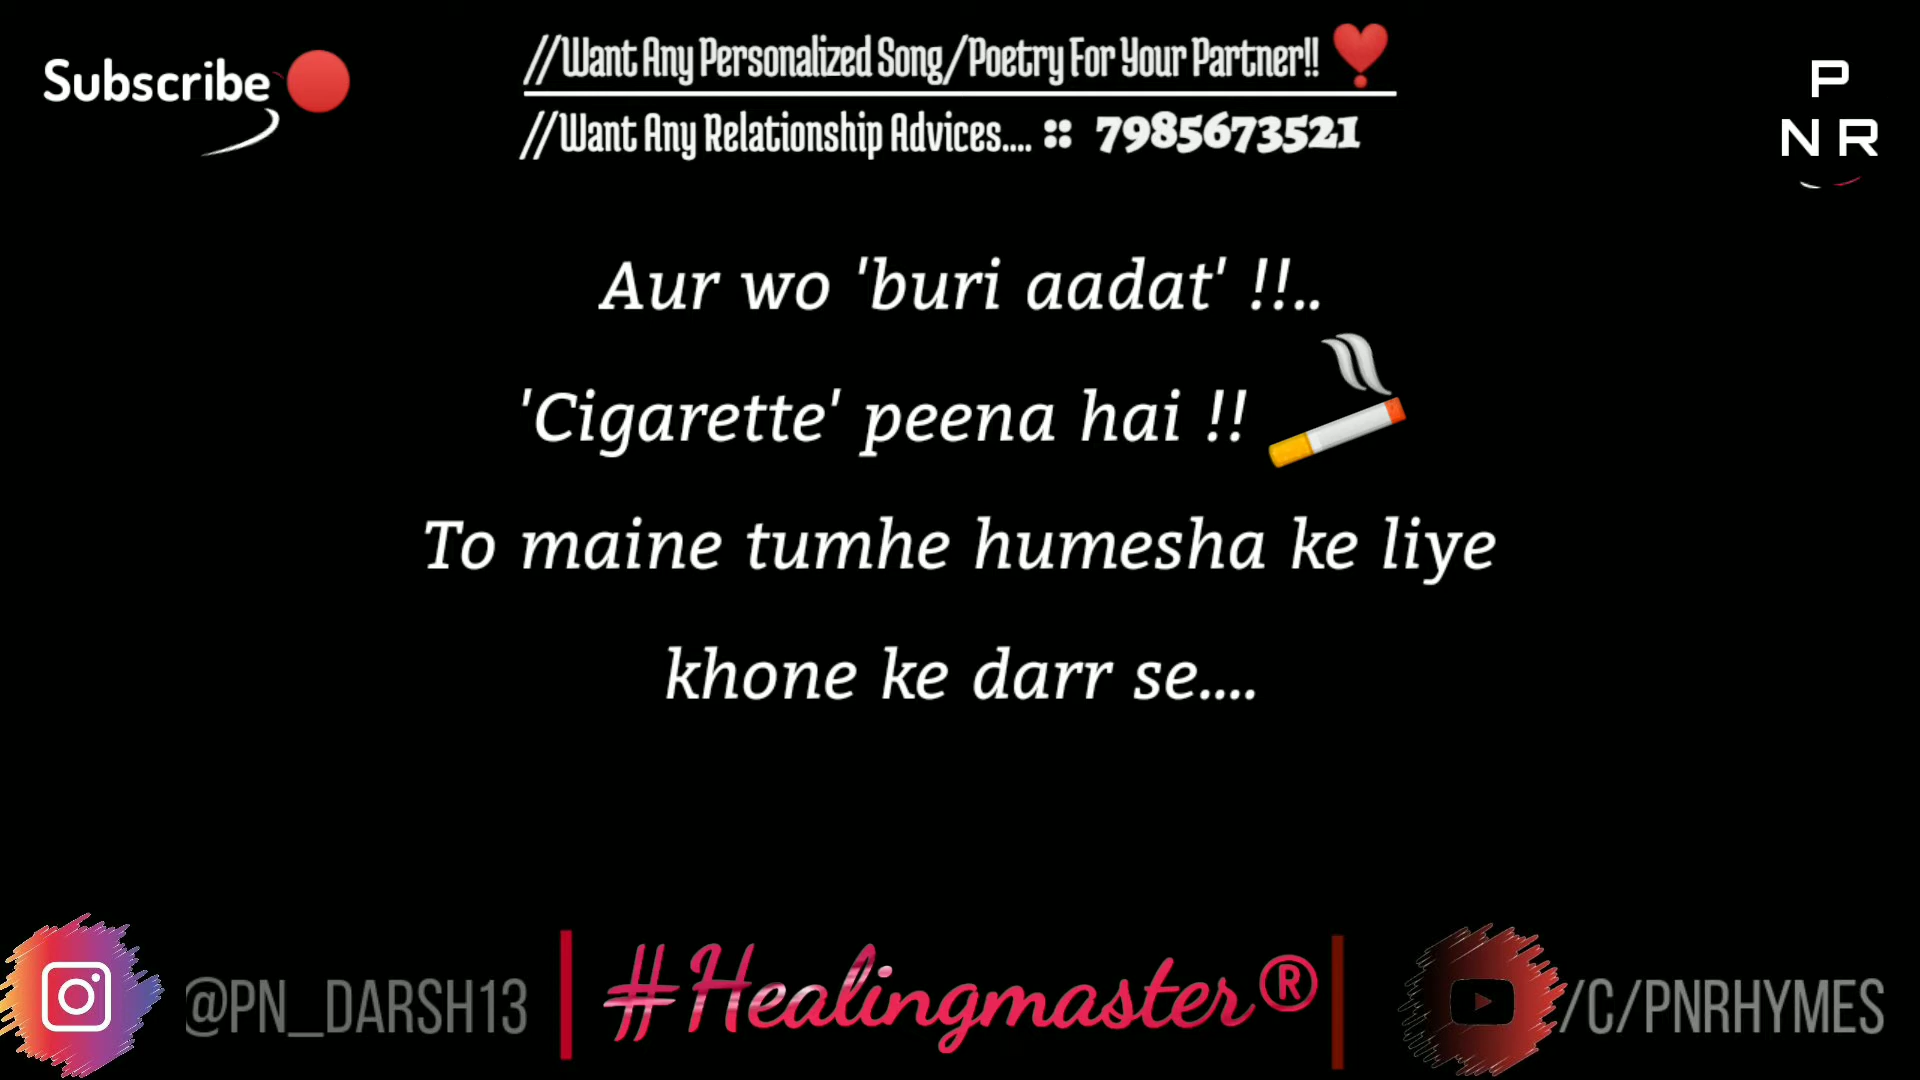 Subscribe
//Want Any Personalized Song/Poetry For Your Partner!!
//Want Any Relationship Advices.... :: 7985673521
P
N R
Aur wo 'buri aadat' !!..
'Cigarette' peena hai !!
To maine tumhe humesha ke liye
khone ke darr se....
@PN_DARSH13
#Healingmaster®
/C/PNRHYMES